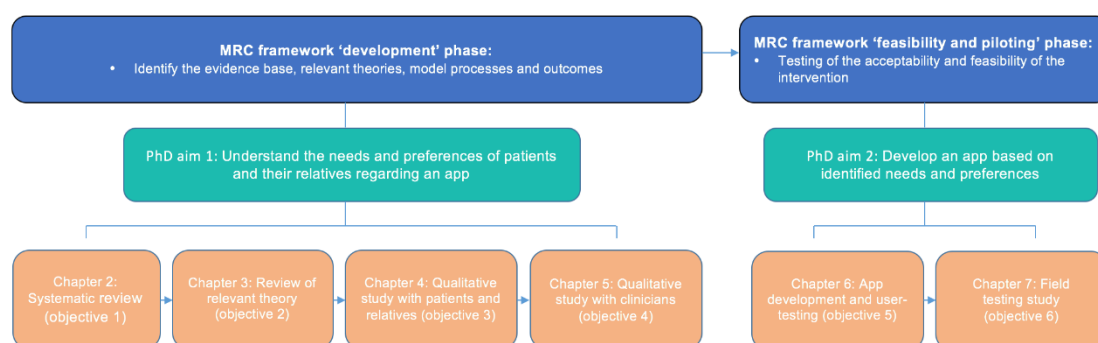 MRC framework ‘development’ phase:
• Identify the evidence base, relevant theories, model processes and outcomes
MRC framework ‘feasibility and piloting’ phase:
• Testing of the acceptability and feasibility of the
intervention
PhD aim 1: Understand the needs and preferences of patients
and their relatives regarding an app
PhD aim 2: Develop an app based on
identified needs and preferences
Chapter 2:
Systematic review
(objective 1)
Chapter 3: Review of
relevant theory
(objective 2)
Chapter 4: Qualitative
study with patients and
relatives (objective 3)
Chapter 5: Qualitative
study with clinicians
(objective 4)
Chapter 6: App
development and user-
testing (objective 5)
Chapter 7: Field
testing study
(objective 6)